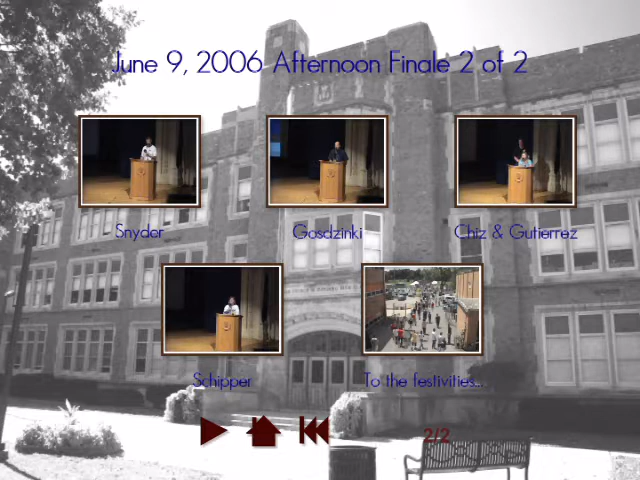 June 9, 2006 Afternoon Finale 2 of 2
Snyder
Gosdzinki
Chiz & Gutierrez
Schipper
To the festivities...
2/2